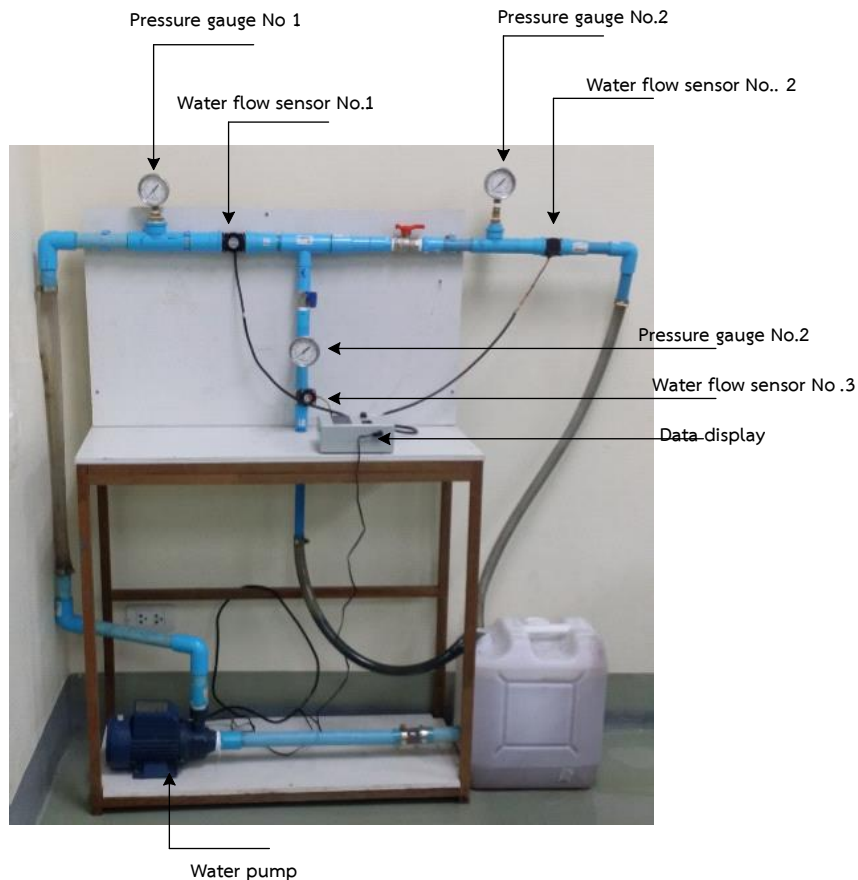 Pressure gauge No 1
Pressure gauge No.2
Water flow sensor No.. 2
Water flow sensor No.1
Pressure gauge No.2
Water flow sensor No .3
Data display
Water pump